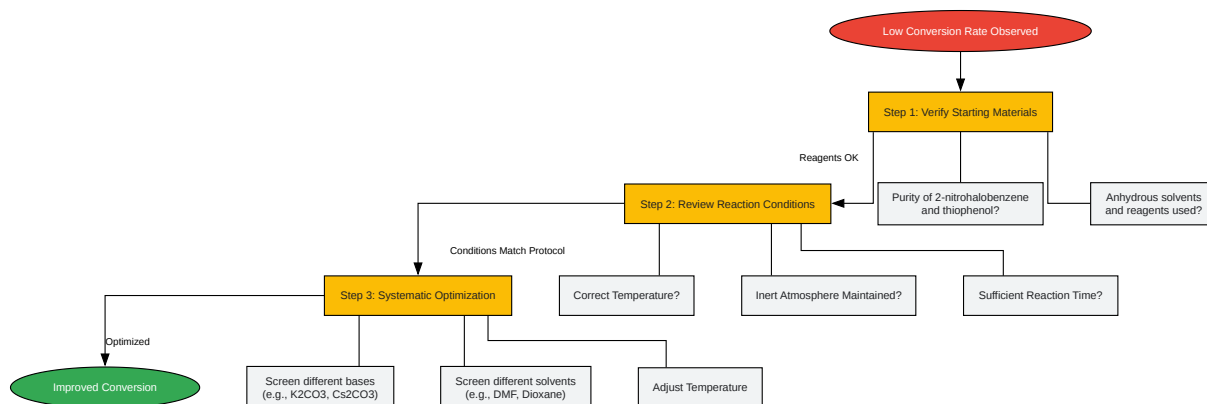 Low Conversion Rate Observed
Step 1: Verify Starting Materials
Reagents OK
Purity of 2-nitrohalobenzene
and thiophenol?
Anhydrous solvents
and reagents used?
Step 2: Review Reaction Conditions
Conditions Match Protocol
Correct Temperature?
Inert Atmosphere Maintained?
Sufficient Reaction Time?
Step 3: Systematic Optimization
Optimized
Improved Conversion
Screen different bases
(e.g., K2CO3, Cs2CO3)
Screen different solvents
(e.g., DMF, Dioxane)
Adjust Temperature